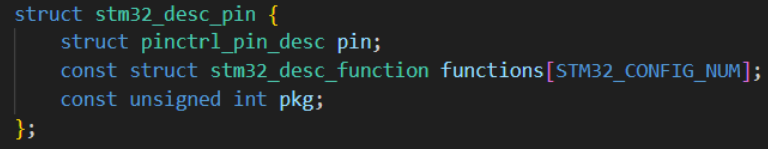 struct stm32_desc_pin {
    struct pinctrl_pin_desc pin;
    const struct stm32_desc_function functions[STM32_CONFIG_NUM];
    const unsigned int pkg;
};